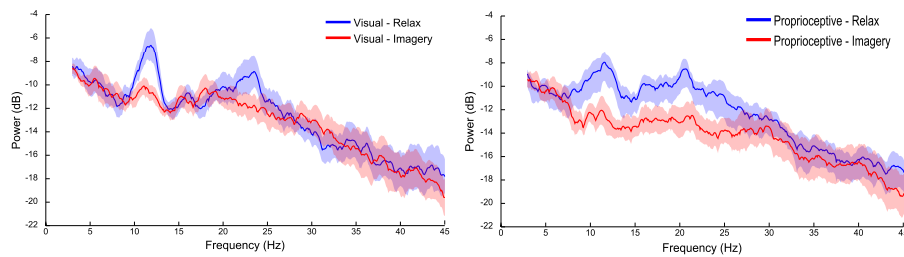 -4
-6
-8
-10
-12
-14
-16
-18
-20
-22
Power (dB)
0 5 10 15 20 25 30 35 40 45
Frequency (Hz)
Visual - Relax
Visual - Imagery
-4
-6
-8
-10
-12
-14
-16
-18
-20
-22
Power (dB)
0 5 10 15 20 25 30 35 40 45
Frequency (Hz)
Proprioceptive - Relax
Proprioceptive - Imagery